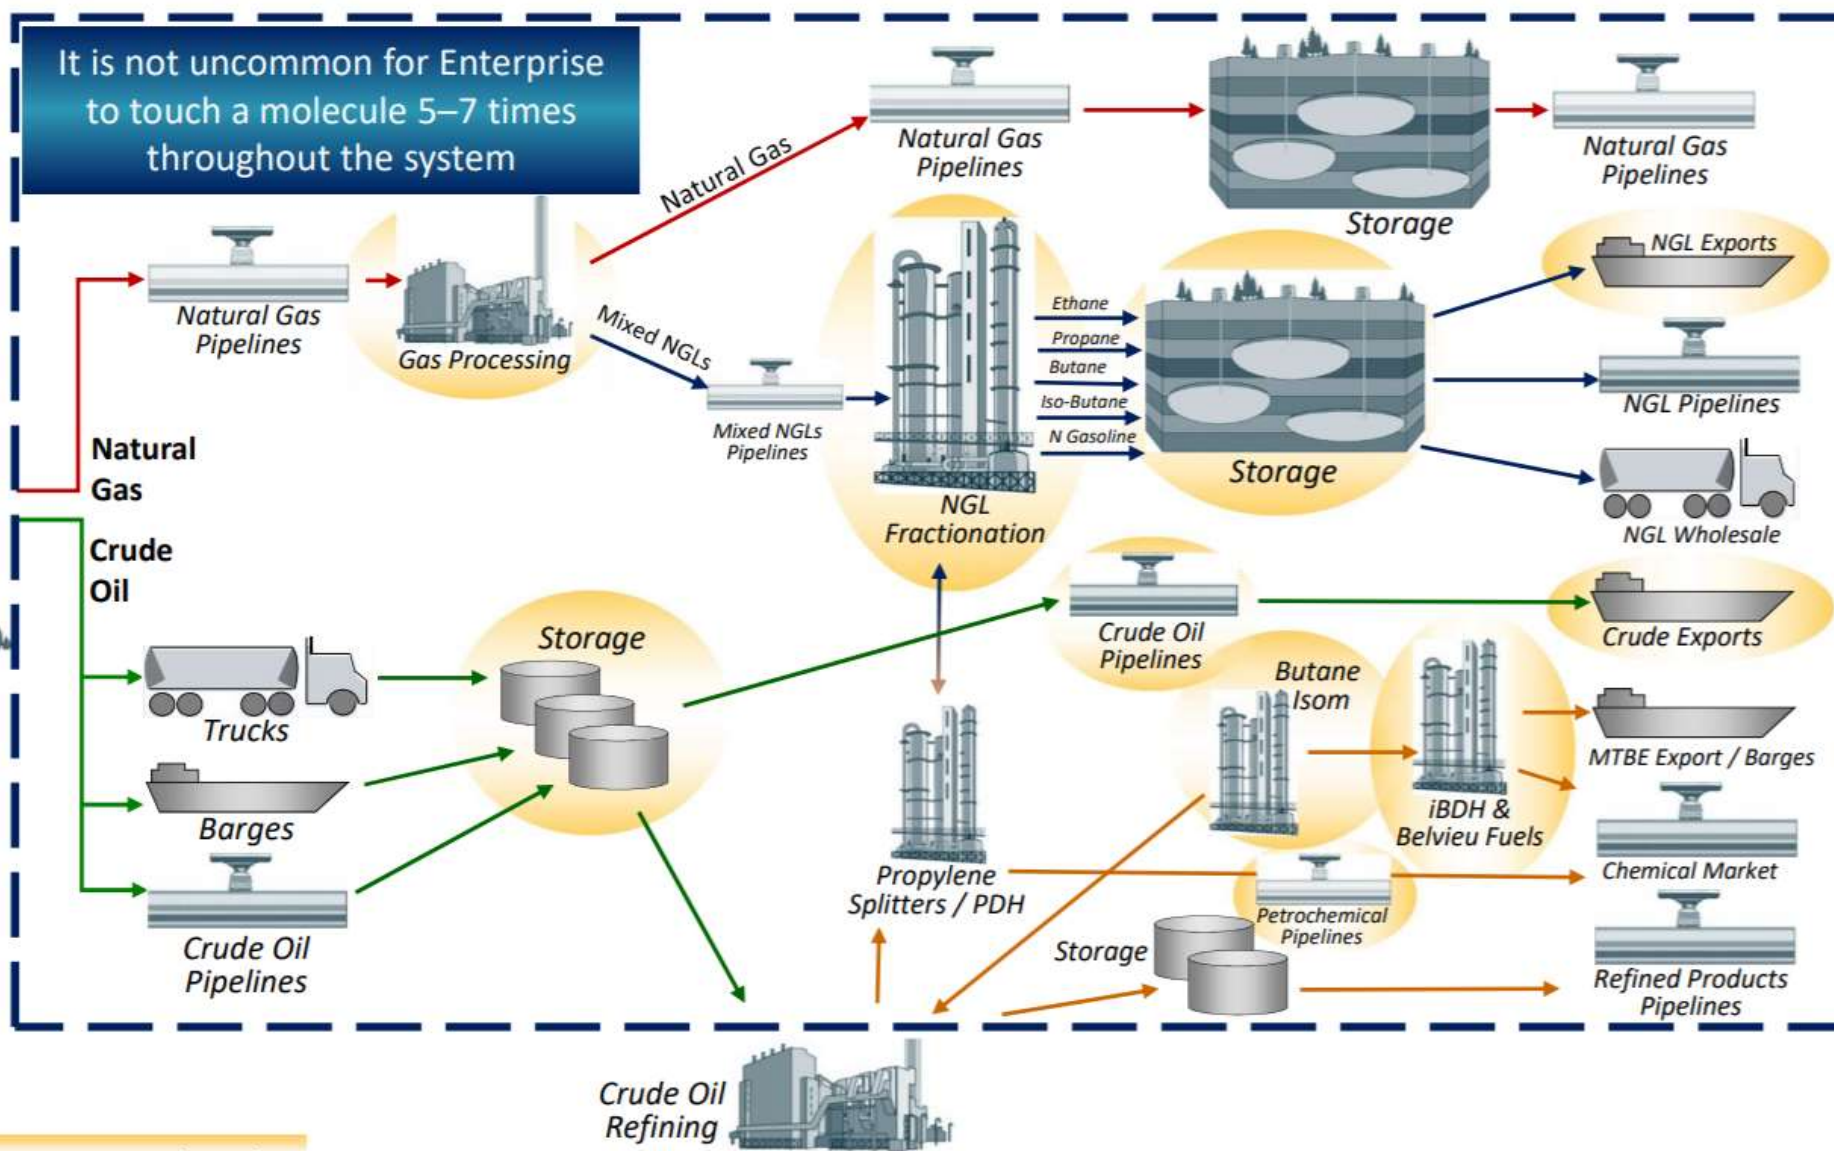 It is not uncommon for Enterprise
to touch a molecule 5–7 times
throughout the system
Natural Gas
Pipelines
Storage
Natural Gas
Pipelines
Natural Gas
Natural Gas
Pipelines
Gas Processing
Mixed NGLs
Mixed NGLs
Pipelines
NGL
Fractionation
Ethane
Propane
Butane
Iso-Butane
N Gasoline
Storage
NGL Exports
NGL Pipelines
NGL Wholesale
Natural
Gas
Crude
Oil
Trucks
Barges
Crude Oil
Pipelines
Storage
Crude Oil
Pipelines
Crude Exports
Butane
Isom
iBDH &
Belvieu Fuels
MTBE Export / Barges
Chemical Market
Propylene
Splitters / PDH
Petrochemical
Pipelines
Storage
Refined Products
Pipelines
Crude Oil
Refining